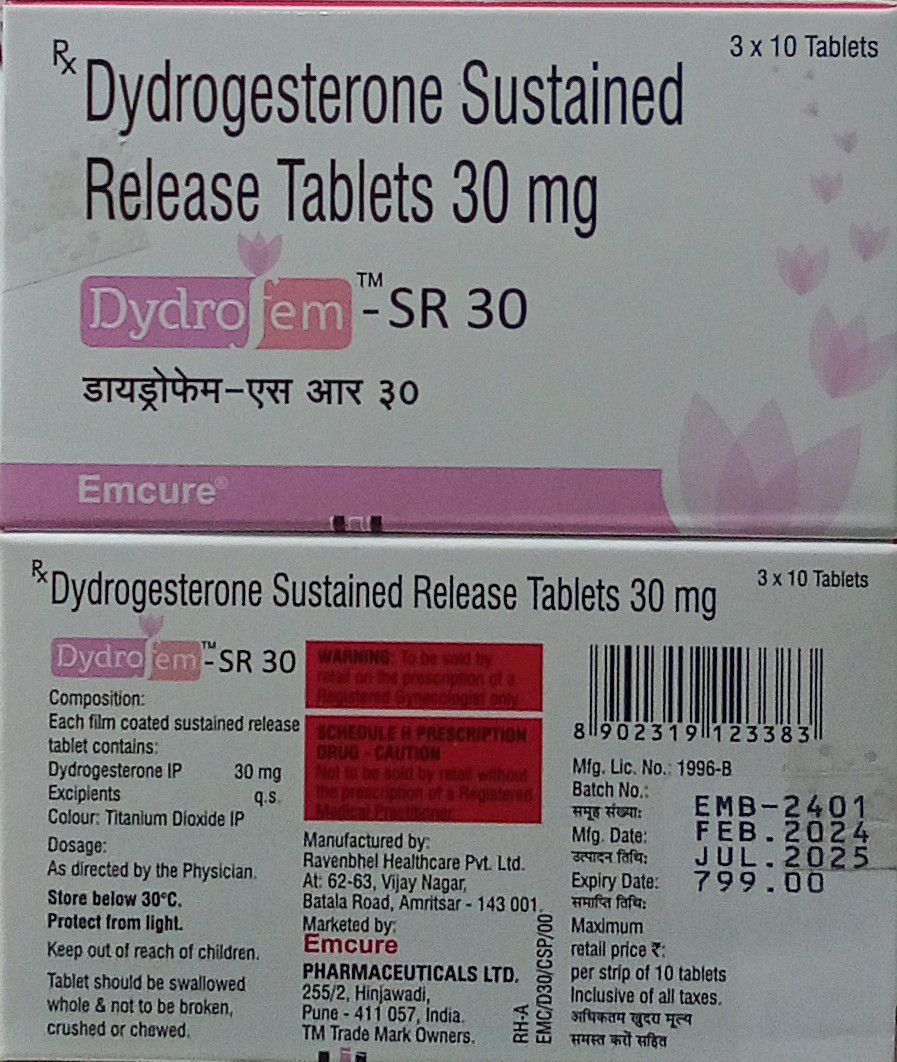 Rx
3 x 10 Tablets
Dydrogesterone Sustained
Release Tablets 30 mg
Dydrofem™-SR 30
डायड्रोफेम-एस आर ३०
Emcure®
Rx Dydrogesterone Sustained Release Tablets 30 mg
3 x 10 Tablets
Dydrofem™-SR 30
Composition:
Each film coated sustained release
tablet contains:
Dydrogesterone IP 30 mg
Excipients q.s.
Colour: Titanium Dioxide IP
Dosage:
As directed by the Physician.
Store below 30°C.
Protect from light.
Keep out of reach of children.
Tablet should be swallowed
whole & not to be broken,
crushed or chewed.
WARNING: To be sold by
retail on the prescription of a
Registered Gynecologist only.
SCHEDULE H PRESCRIPTION
DRUG - CAUTION
Not to be sold by retail without
the prescription of a Registered
Medical Practitioner.
Manufactured by:
Ravenbhel Healthcare Pvt. Ltd.
At: 62-63, Vijay Nagar,
Batala Road, Amritsar - 143 001.
Marketed by:
Emcure
PHARMACEUTICALS LTD.
255/2, Hinjawadi,
Pune - 411 057, India.
TM Trade Mark Owners.
RH-A
EMC/D30/CSP/00
8 902319 123383
Mfg. Lic. No.: 1996-B
Batch No.:
समूह संख्या:
Mfg. Date:
उत्पादन तिथि:
Expiry Date:
समाप्ति तिथि:
Maximum
retail price ₹:
per strip of 10 tablets
Inclusive of all taxes.
अधिकतम खुदरा मूल्य
समस्त करों सहित
EMB-2401
FEB.2024
JUL.2025
799.00